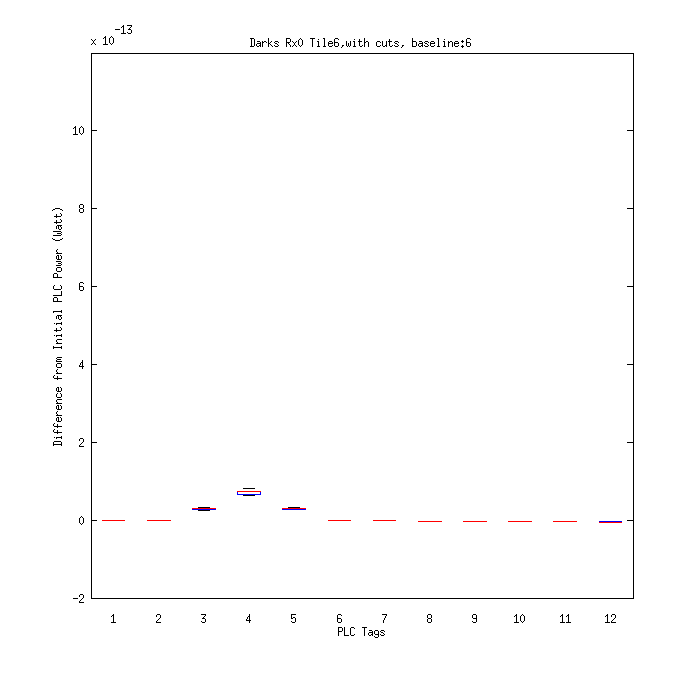 x 10-13
Darks Rx0 Tile6,with cuts, baseline:6
10
8
6
4
2
0
-2
Difference from Initial PLC Power (Watt)
1 2 3 4 5 6 7 8 9 10 11 12
PLC Tags